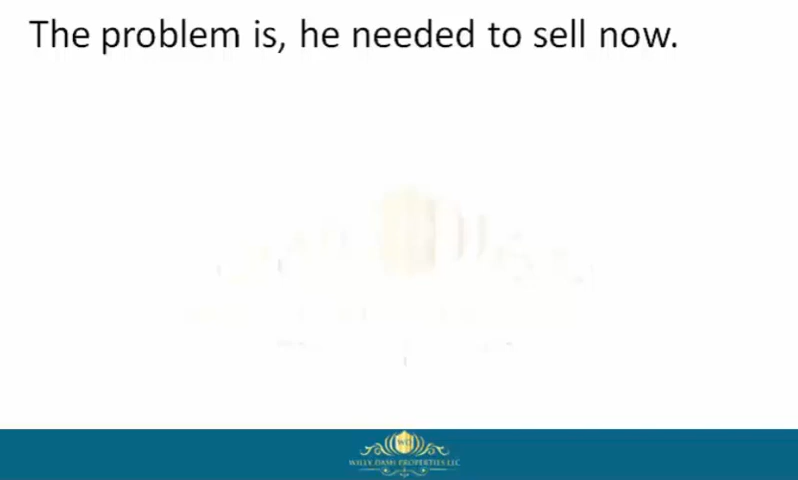 The problem is, he needed to sell now.
WILLY DASH PROPERTIES LLC